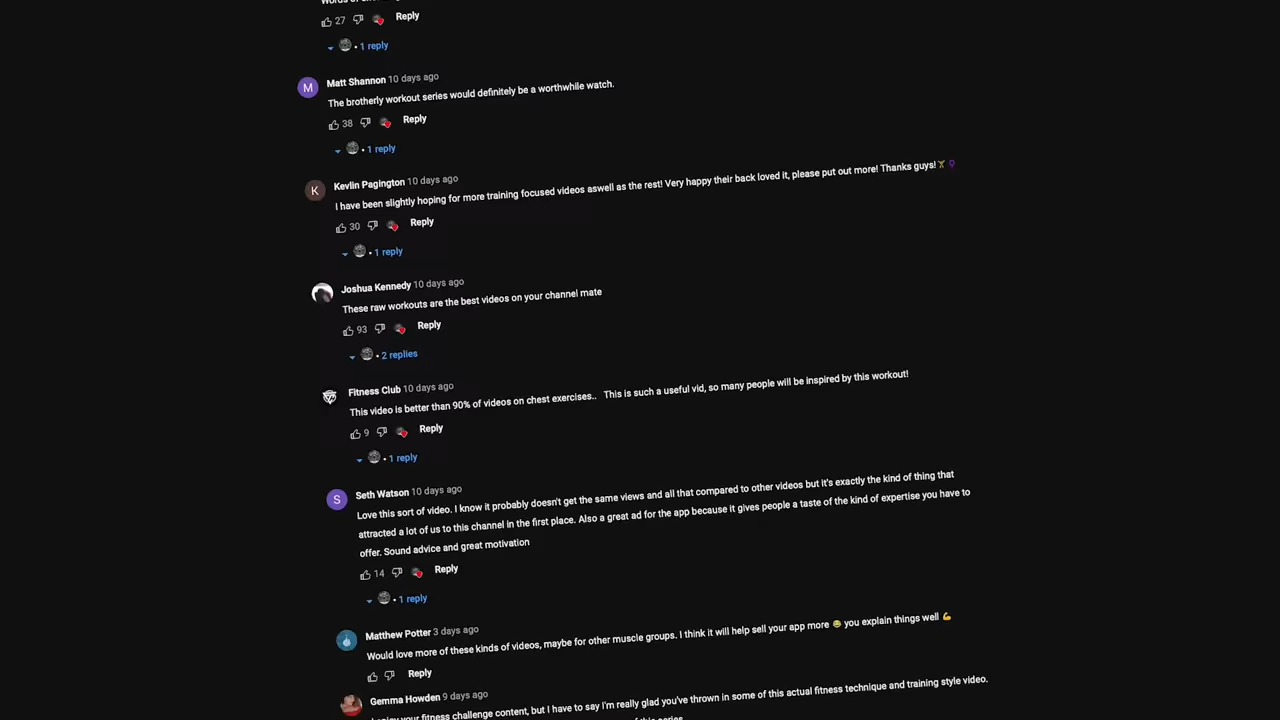 27 Reply
• 1 reply
M Matt Shannon 10 days ago
The brotherly workout series would definitely be a worthwhile watch.
38 Reply
• 1 reply
K Kevlin Pagington 10 days ago
I have been slightly hoping for more training focused videos aswell as the rest! Very happy their back loved it, please put out more! Thanks guys!
30 Reply
• 1 reply
Joshua Kennedy 10 days ago
These raw workouts are the best videos on your channel mate
93 Reply
• 2 replies
Fitness Club 10 days ago
This video is better than 90% of videos on chest exercises.. This is such a useful vid, so many people will be inspired by this workout!
9 Reply
• 1 reply
S Seth Watson 10 days ago
Love this sort of video. I know it probably doesn't get the same views and all that compared to other videos but it's exactly the kind of thing that
attracted a lot of us to this channel in the first place. Also a great ad for the app because it gives people a taste of the kind of expertise you have to
offer. Sound advice and great motivation
14 Reply
• 1 reply
Matthew Potter 3 days ago
Would love more of these kinds of videos, maybe for other muscle groups. I think it will help sell your app more 😂 you explain things well 💪
Reply
Gemma Howden 9 days ago
your fitness challenge content, but I have to say I'm really glad you've thrown in some of this actual fitness technique and training style video.
of this series